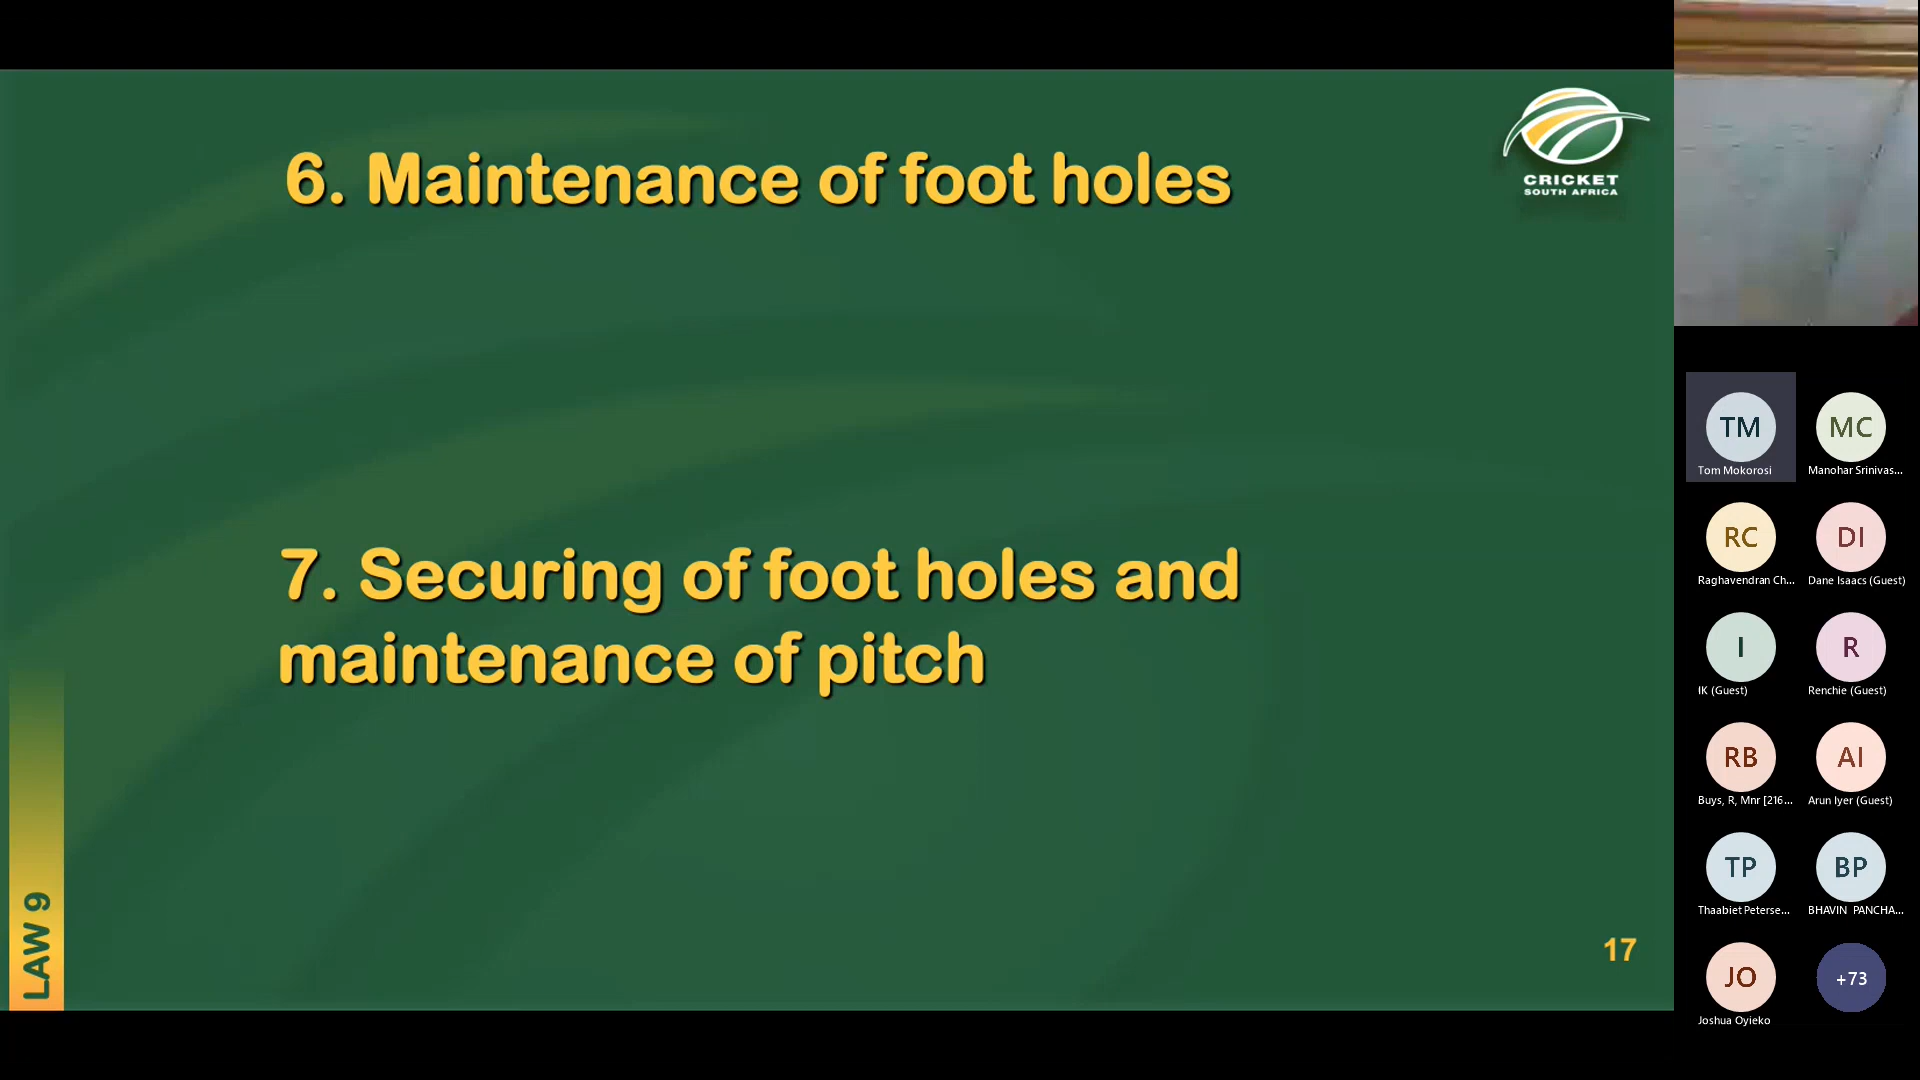 6. Maintenance of foot holes
CRICKET
SOUTH AFRICA
7. Securing of foot holes and
maintenance of pitch
LAW 9
17
TM
Tom Mokorosi
MC
Manohar Srinivas...
RC
Raghavendran Ch...
DI
Dane Isaacs (Guest)
I
IK (Guest)
R
Renchie (Guest)
RB
Buys, R, Mnr [216...
AI
Arun Iyer (Guest)
TP
Thaabiet Peterse...
BP
BHAVIN PANCHA...
JO
Joshua Oyieko
+73